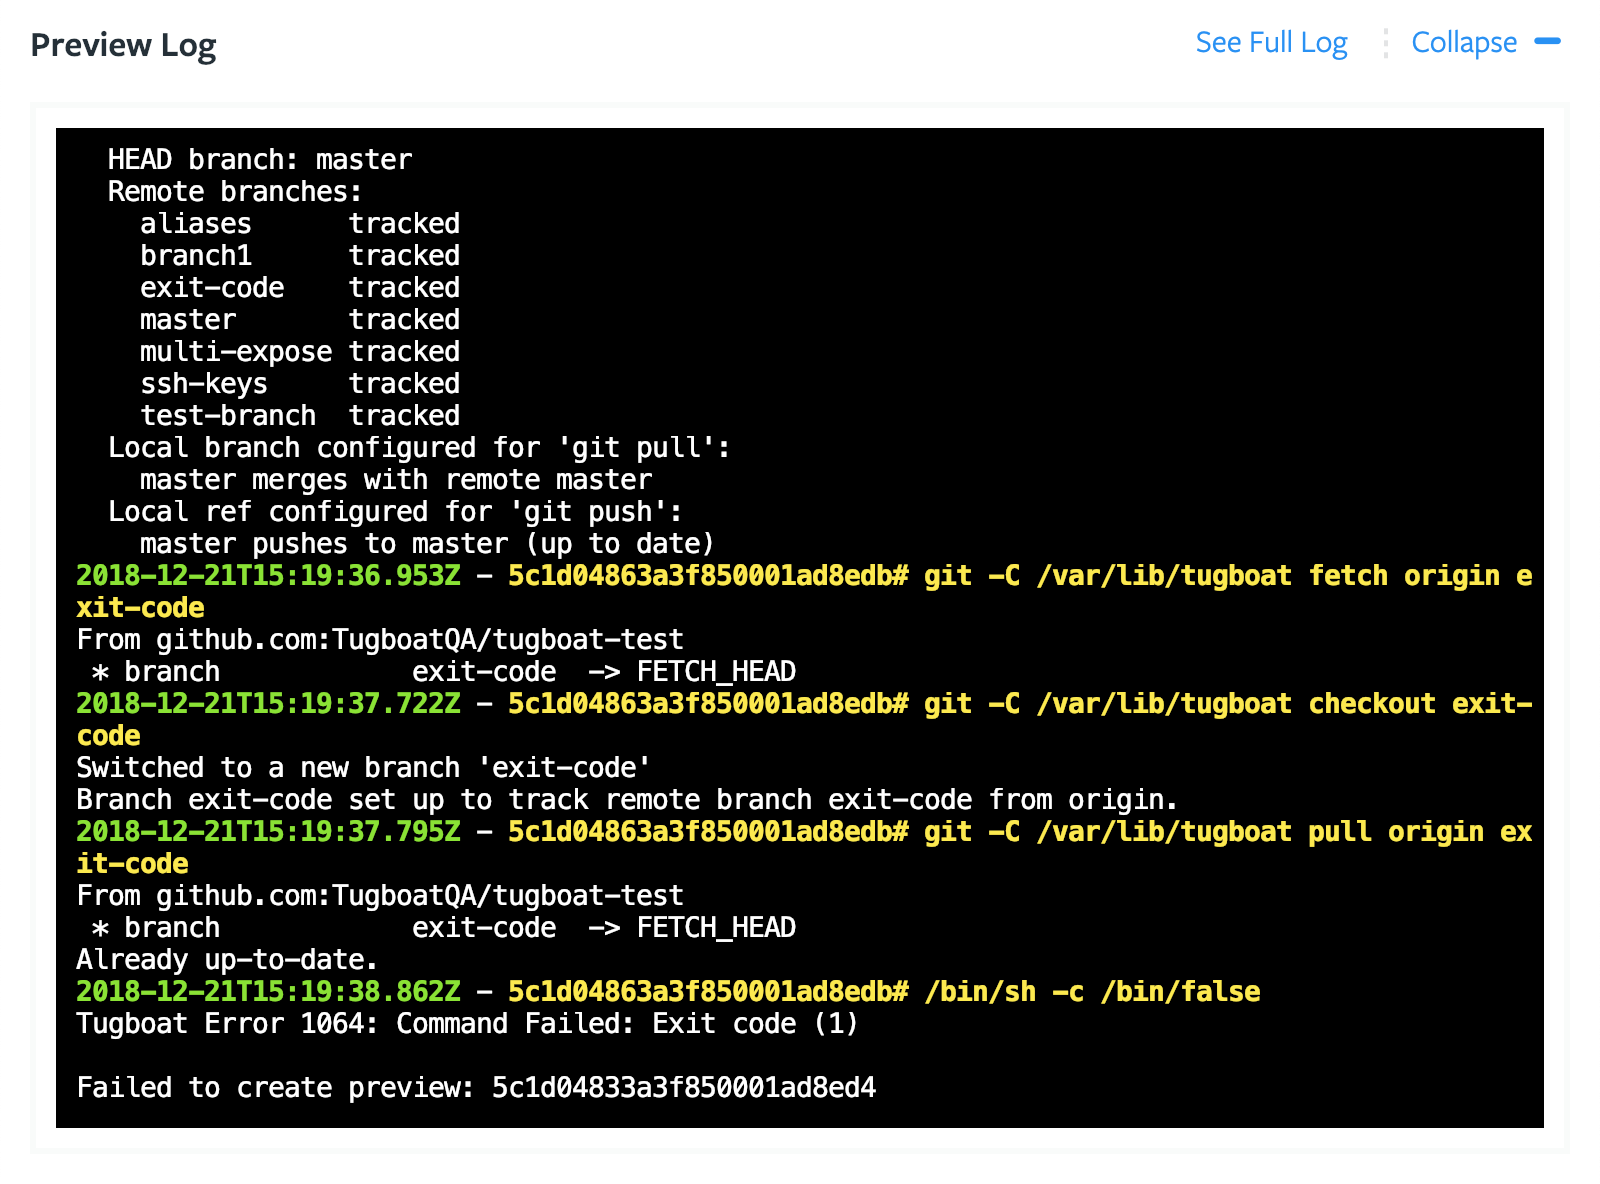 Preview Log
See Full Log
Collapse
HEAD branch: master
Remote branches:
aliases      tracked
branch1      tracked
exit-code    tracked
master       tracked
multi-expose tracked
ssh-keys     tracked
test-branch  tracked
Local branch configured for 'git pull':
master merges with remote master
Local ref configured for 'git push':
master pushes to master (up to date)
2018-12-21T15:19:36.953Z - 5c1d04863a3f850001ad8edb# git -C /var/lib/tugboat fetch origin e
xit-code
From github.com:TugboatQA/tugboat-test
* branch            exit-code  -> FETCH_HEAD
2018-12-21T15:19:37.722Z - 5c1d04863a3f850001ad8edb# git -C /var/lib/tugboat checkout exit-
code
Switched to a new branch 'exit-code'
Branch exit-code set up to track remote branch exit-code from origin.
2018-12-21T15:19:37.795Z - 5c1d04863a3f850001ad8edb# git -C /var/lib/tugboat pull origin ex
it-code
From github.com:TugboatQA/tugboat-test
* branch            exit-code  -> FETCH_HEAD
Already up-to-date.
2018-12-21T15:19:38.862Z - 5c1d04863a3f850001ad8edb# /bin/sh -c /bin/false
Tugboat Error 1064: Command Failed: Exit code (1)
Failed to create preview: 5c1d04833a3f850001ad8ed4